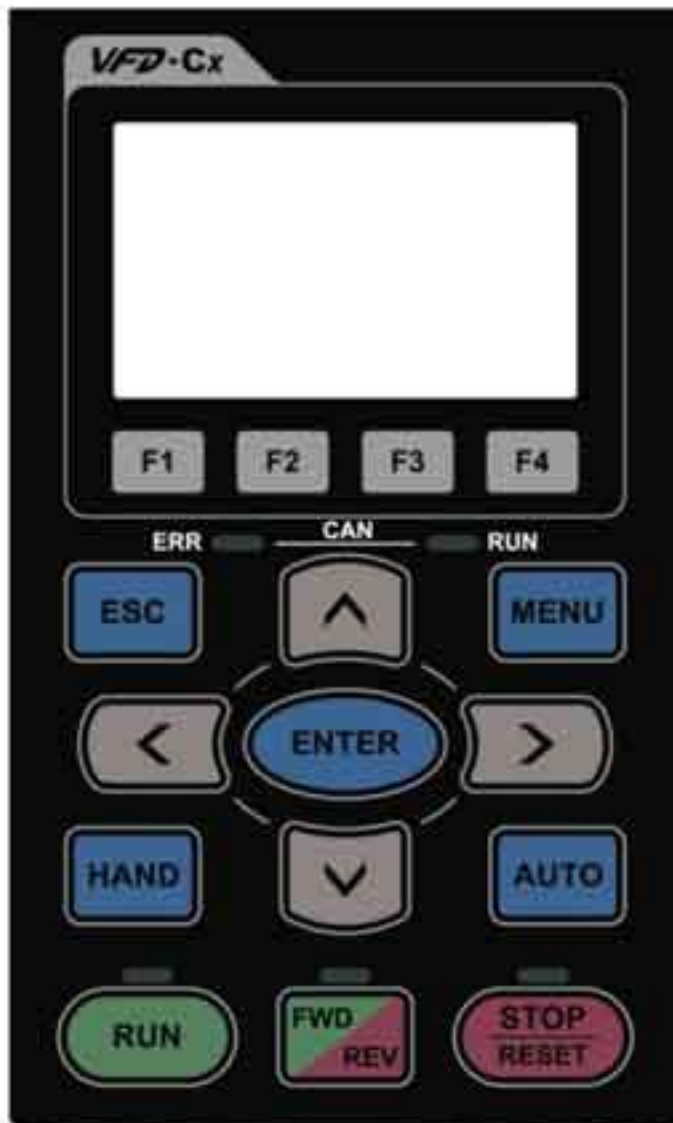 VFD·Cx
F1 F2 F3 F4
ERR CAN RUN
ESC MENU
ENTER
HAND AUTO
RUN FWD STOP
REV RESET